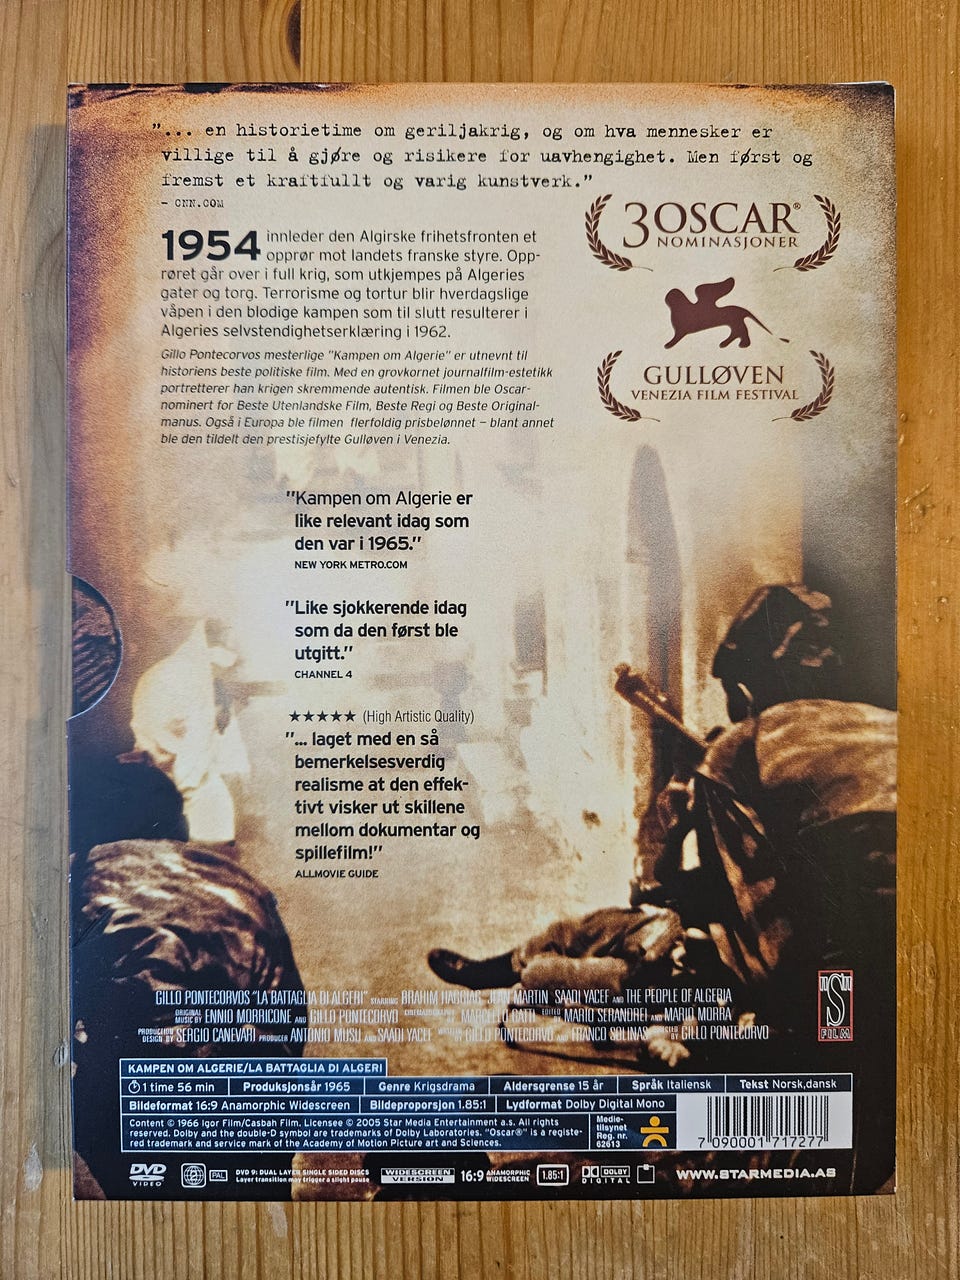 "... en historietime om geriljakrig, og om hva mennesker er
villige til å gjøre og risikere for uavhengighet. Men først og
fremst et kraftfullt og varig kunstverk."
- CNN.COM
3 OSCAR®
NOMINASJONER
1954 innleder den Algirske frihetsfronten et
opprør mot landets franske styre. Opp-
røret går over i full krig, som utkjempes på Algeries
gater og torg. Terrorisme og tortur blir hverdagslige
våpen i den blodige kampen som til slutt resulterer i
Algeries selvstendighetserklæring i 1962.
GULLØVEN
VENEZIA FILM FESTIVAL
Gillo Pontecorvos mesterlige "Kampen om Algerie" er utnevnt til
historiens beste politiske film. Med en grovkornet journalfilm-estetikk
portretterer han krigen skremmende autentisk. Filmen ble Oscar-
nominert for Beste Utenlandske Film, Beste Regi og Beste Original-
manus. Også i Europa ble filmen flerfoldig prisbelønnet – blant annet
ble den tildelt den prestisjefylte Gulløven i Venezia.
"Kampen om Algerie er
like relevant idag som
den var i 1965."
NEW YORK METRO.COM
"Like sjokkerende idag
som da den først ble
utgitt."
CHANNEL 4
★★★★★ (High Artistic Quality)
"... laget med en så
bemerkelsesverdig
realisme at den effek-
tivt visker ut skillene
mellom dokumentar og
spillefilm!"
ALLMOVIE GUIDE
GILLO PONTECORVOS "LA BATTAGLIA DI ALGERI" STARRING BRAHIM HAGGIAG, JEAN MARTIN, SAADI YACEF AND THE PEOPLE OF ALGERIA
ORIGINAL MUSIC BY ENNIO MORRICONE AND GILLO PONTECORVO CINEMATOGRAPHY MARCELLO GATTI EDITED MARIO SERANDREI AND MARIO MORRA
PRODUCTION DESIGN BY SERGIO CANEVARI PRODUCER ANTONIO MUSU AND SAADI YACEF WRITTEN BY GILLO PONTECORVO AND FRANCO SOLINAS DIRECTED BY GILLO PONTECORVO
FILM
KAMPEN OM ALGERIE/LA BATTAGLIA DI ALGERI
1 time 56 min Produksjonsår 1965 Genre Krigsdrama Aldersgrense 15 år Språk Italiensk Tekst Norsk,dansk
Bildeformat 16:9 Anamorphic Widescreen Bildeproporsjon 1.85:1 Lydformat Dolby Digital Mono
Content © 1966 Igor Film/Casbah Film. Licensee © 2005 Star Media Entertainment a.s. All rights
reserved. Dolby and the double-D symbol are trademarks of Dolby Laboratories. "Oscar®" is a registe-
red trademark and service mark of the Academy of Motion Picture art and Sciences.
Medie-
tilsynet
Reg. nr.
62613
7 090001 717277
DVD VIDEO PAL DVD 9: DUAL LAYER SINGLE SIDED DISCS
Layer transition may trigger a slight pause
WIDESCREEN VERSION 16:9 ANAMORPHIC WIDESCREEN 1.85:1 DOLBY DIGITAL WWW.STARMEDIA.AS